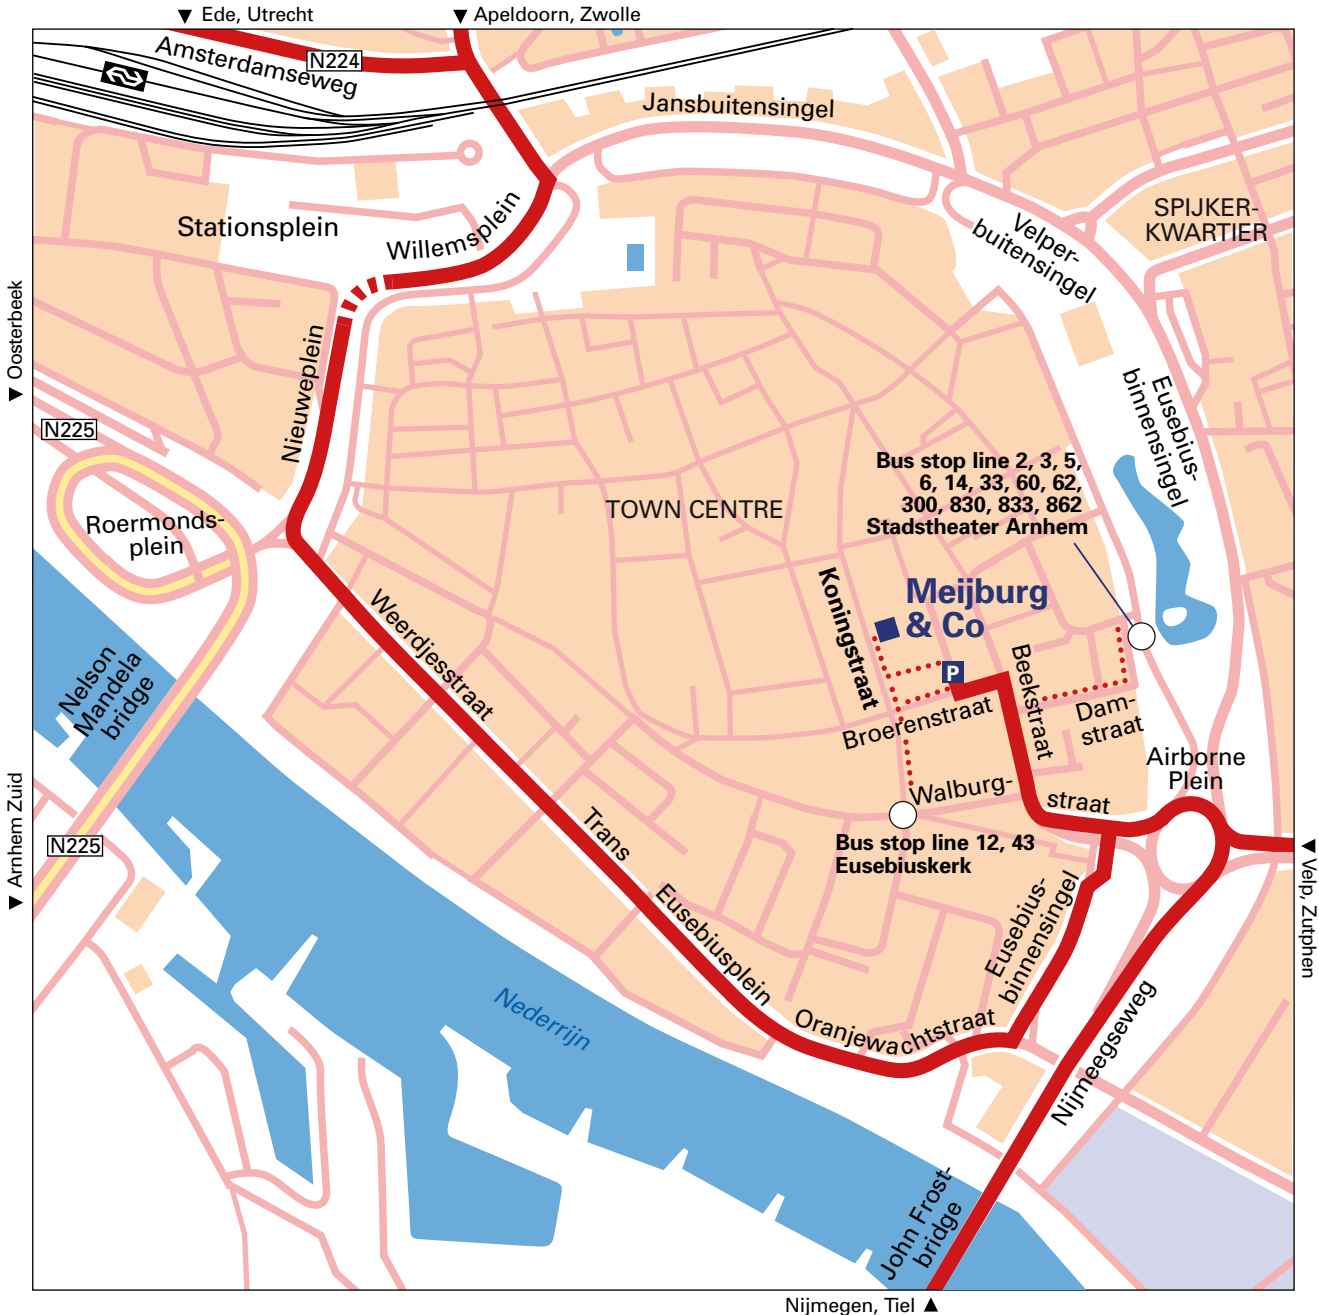 ▼ Ede, Utrecht
▼ Apeldoorn, Zwolle
Amsterdamseweg
N224
Jansbuitensingel
Stationsplein
Willemsplein
Velper-
buitensingel
SPIJKER-
KWARTIER
▼ Oosterbeek
N225
Nieuweplein
Eusebius-
binnensingel
Bus stop line 2, 3, 5,
6, 14, 33, 60, 62,
300, 830, 833, 862
Stadstheater Arnhem
TOWN CENTRE
Roermonds-
plein
Koningstraat
Meijburg
& Co
P
Weerdjesstraat
Beekstraat
Broerenstraat
Dam-
straat
Nelson
Mandela
bridge
Airborne
Plein
Walburg-
straat
▼ Arnhem Zuid
N225
Trans
Bus stop line 12, 43
Eusebiuskerk
▼ Velp, Zutphen
Eusebiusplein
Eusebius-
binnensingel
Nederrijn
Oranjewachtstraat
Nijmeegseweg
John Frost-
bridge
Nijmegen, Tiel ▲